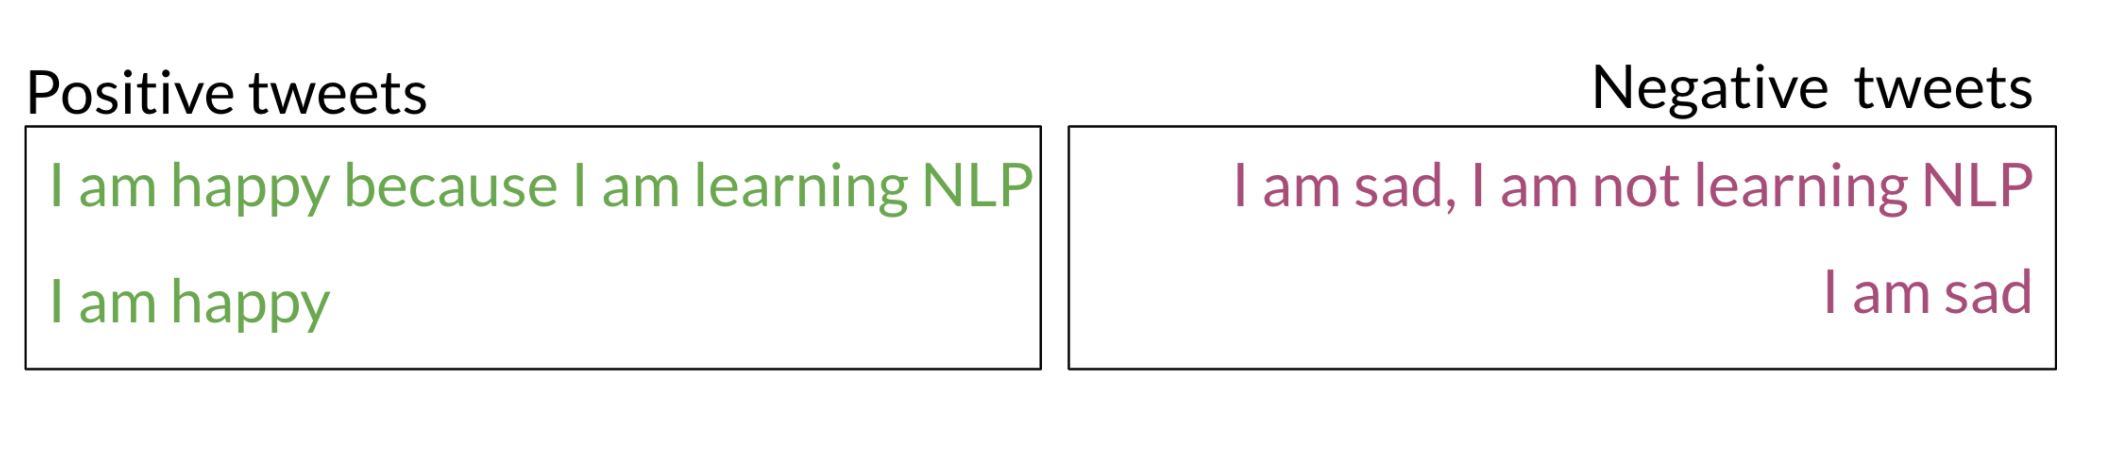 Positive tweets
I am happy because I am learning NLP
I am happy
Negative tweets
I am sad, I am not learning NLP
I am sad